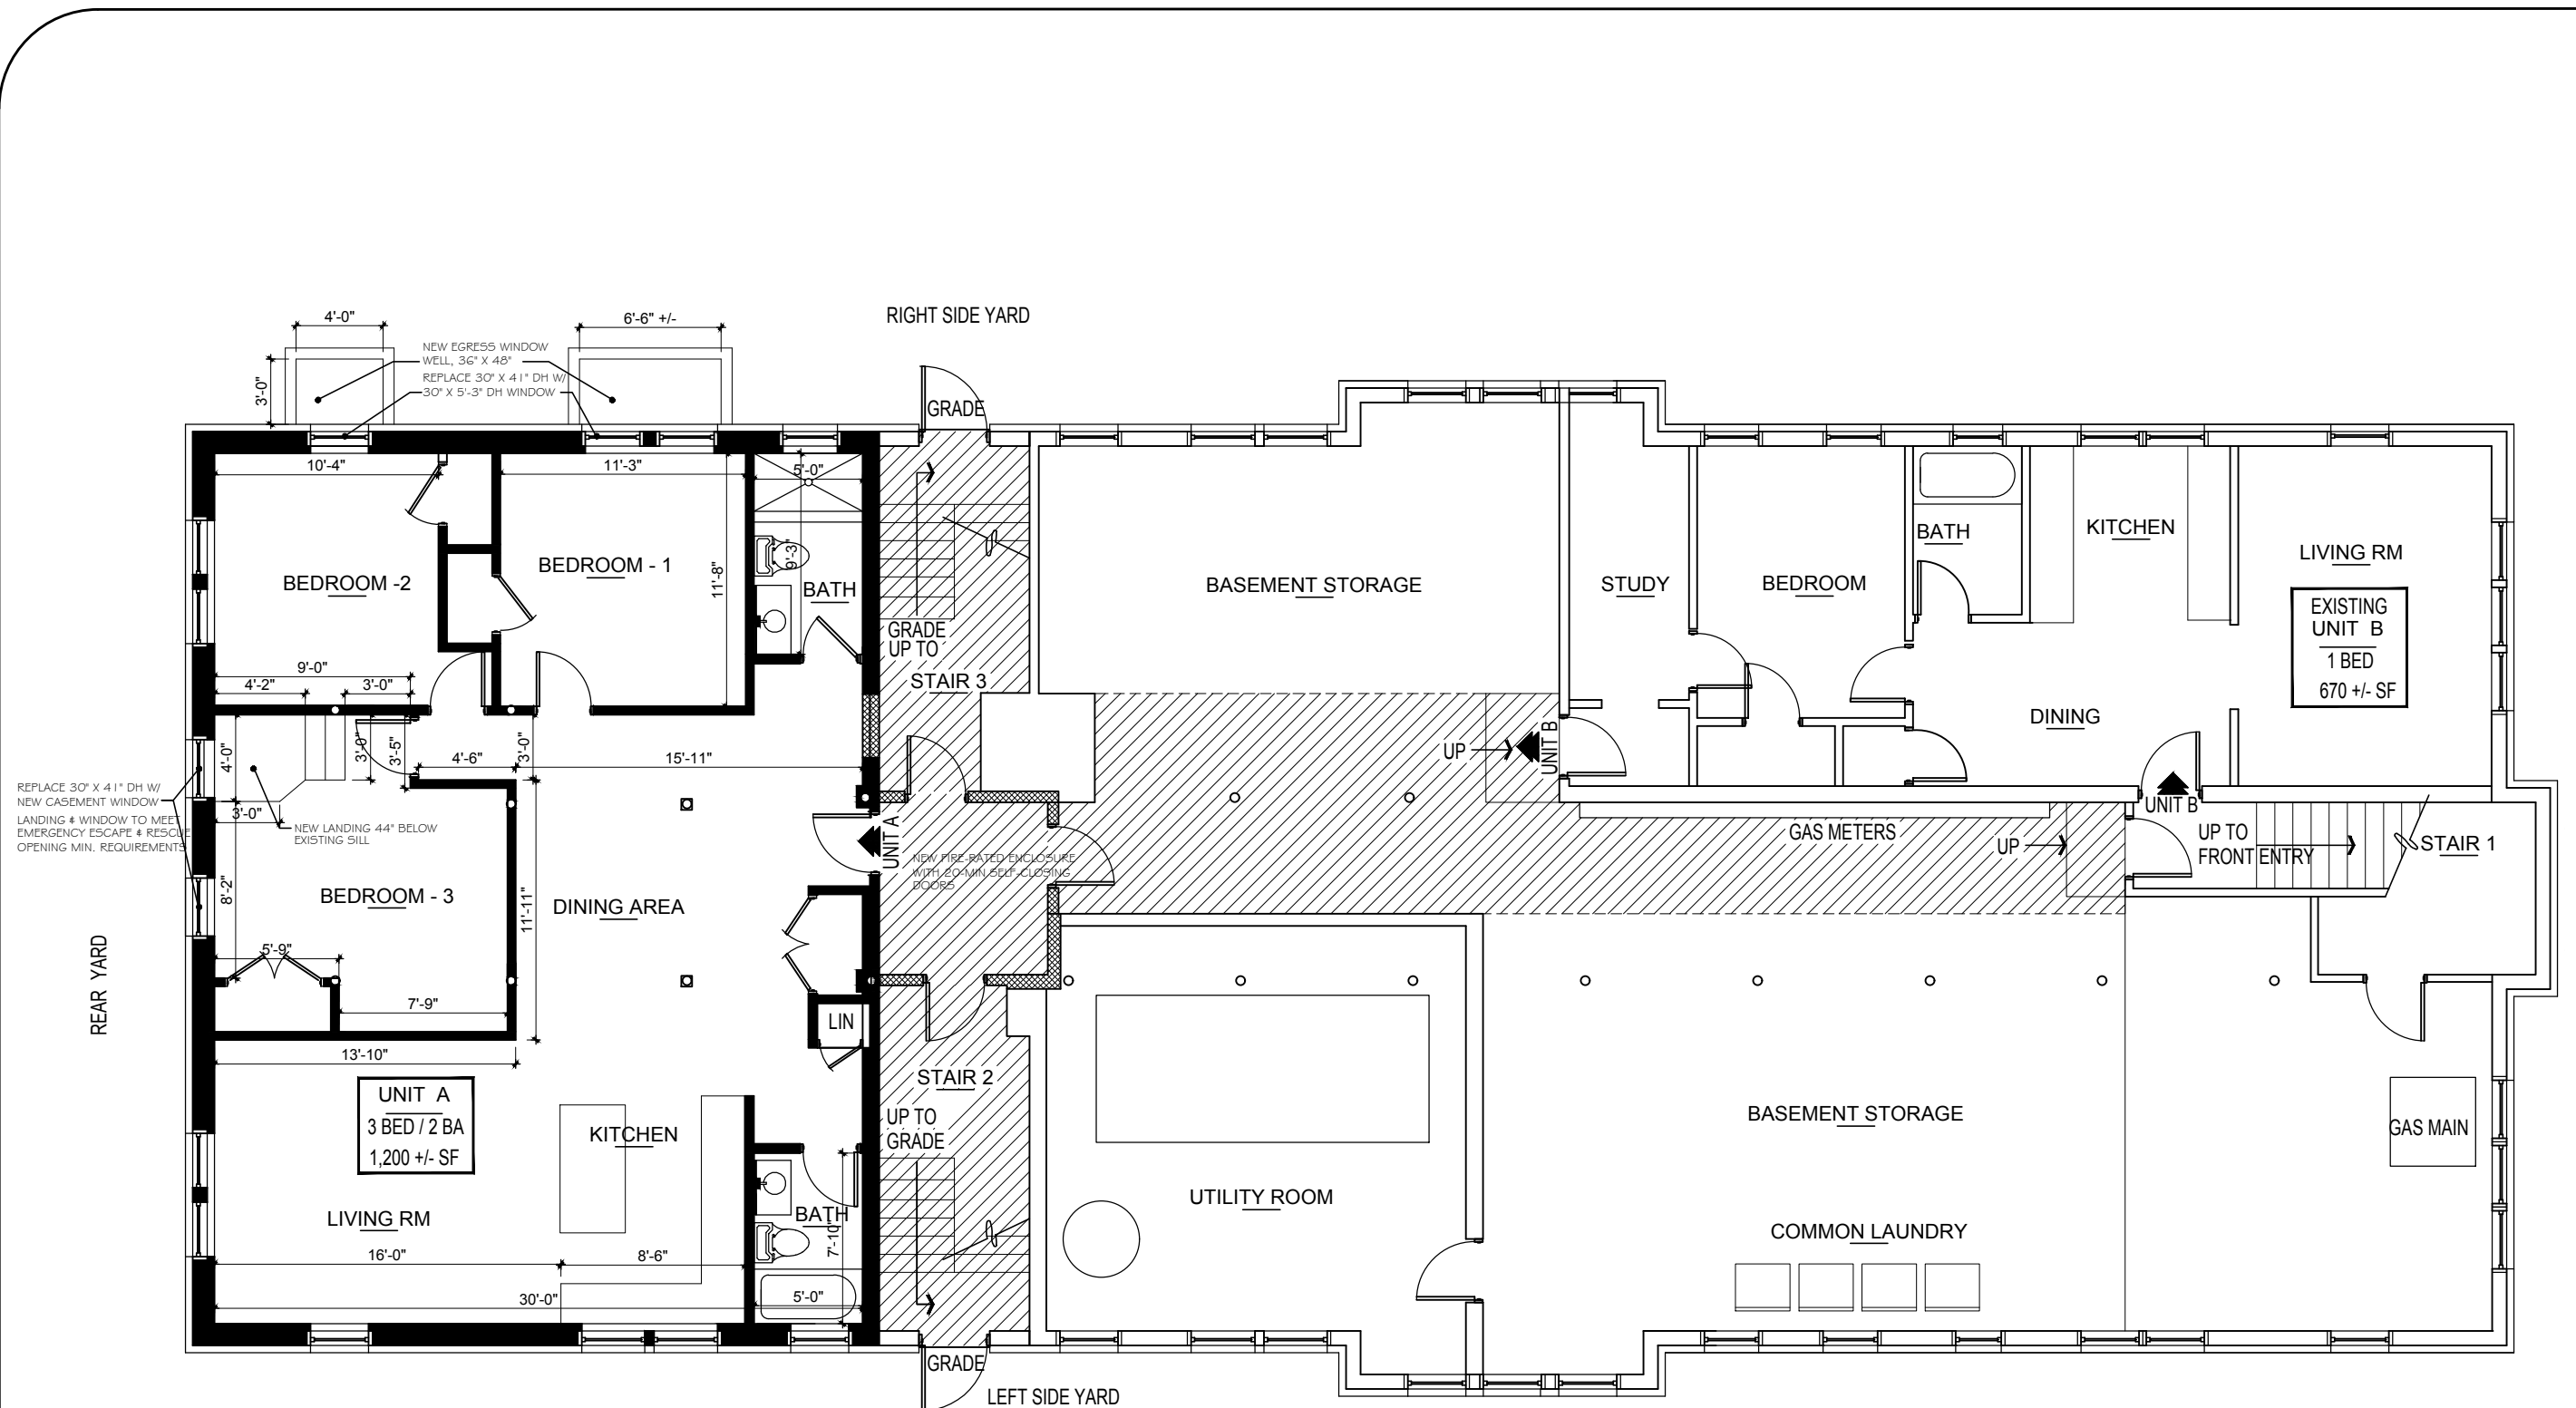 RIGHT SIDE YARD
4'-0"
6'-6" +/-
3'-0"
NEW EGRESS WINDOW
WELL, 36" X 48"
REPLACE 30" X 41" DH W/
30" X 5'-3" DH WINDOW
GRADE
10'-4"
11'-3"
5'-0"
9'-3"
11'-8"
BEDROOM -2
BEDROOM - 1
BATH
GRADE
UP TO
STAIR 3
BASEMENT STORAGE
STUDY
BEDROOM
BATH
KITCHEN
LIVING RM
EXISTING
UNIT B
1 BED
670 +/- SF
DINING
9'-0"
4'-2"
3'-0"
4'-0"
3'-0"
3'-5"
4'-6"
3'-0"
15'-11"
UP
UNIT B
UNIT B
REPLACE 30" X 41" DH W/
NEW CASEMENT WINDOW
LANDING & WINDOW TO MEET
EMERGENCY ESCAPE & RESCUE
OPENING MIN. REQUIREMENTS
3'-0"
NEW LANDING 44" BELOW
EXISTING SILL
UNIT A
NEW FIRE-RATED ENCLOSURE
WITH 20-MIN SELF-CLOSING
DOORS
GAS METERS
UP
UP TO
FRONT ENTRY
STAIR 1
8'-2"
BEDROOM - 3
11'-11"
DINING AREA
REAR YARD
5'-9"
7'-9"
LIN
13'-10"
UNIT A
3 BED / 2 BA
1,200 +/- SF
KITCHEN
STAIR 2
UP TO
GRADE
BASEMENT STORAGE
GAS MAIN
UTILITY ROOM
LIVING RM
BATH
7'-10"
COMMON LAUNDRY
16'-0"
8'-6"
30'-0"
5'-0"
GRADE
LEFT SIDE YARD